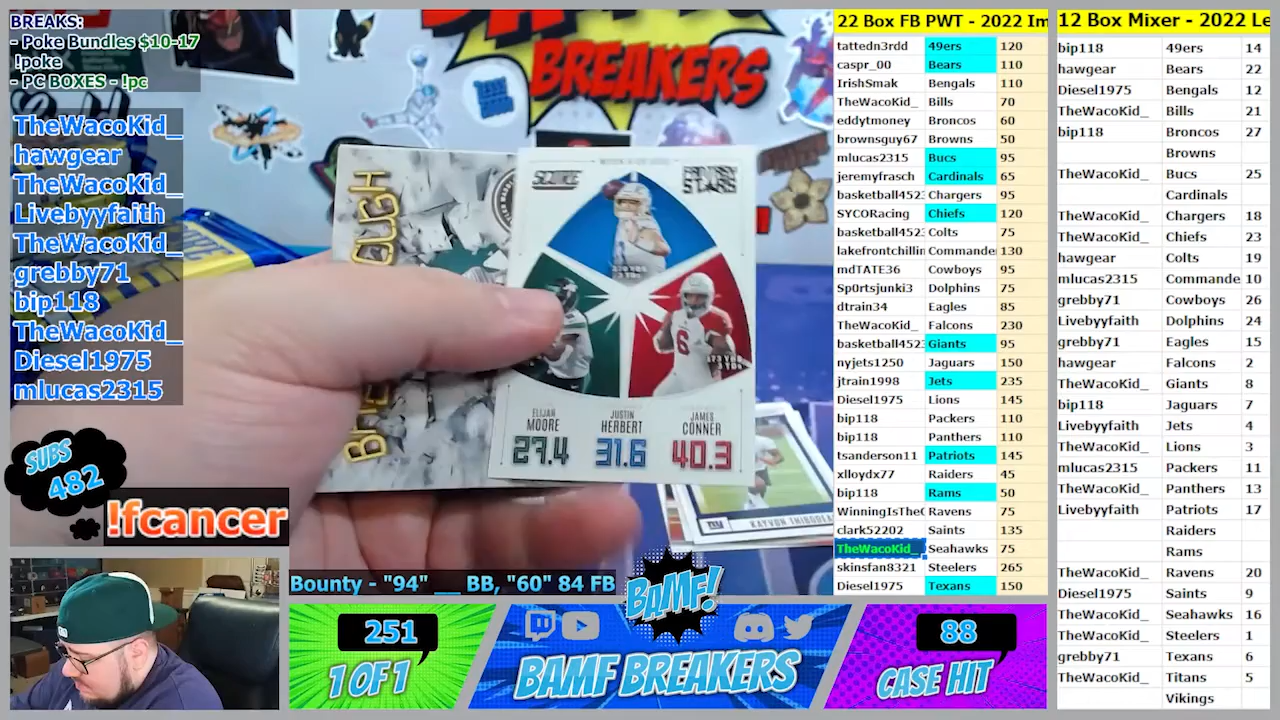 BREAKS:
- Poke Bundles $10-17
!poke
- PC BOXES - !pc
TheWacoKid_
hawgear
TheWacoKid_
Livebyyfaith
TheWacoKid_
grebby71
bip118
TheWacoKid_
Diesel1975
mlucas2315
SUBS
482
!fcancer
BREAKERS
SCORE
FANTASY STARS
ELIJAH MOORE
27.4
JUSTIN HERBERT
31.6
JAMES CONNER
40.3
Bounty - "94" __ BB, "60" 84 FB
BAMF!
251
1 OF 1
BAMF BREAKERS
88
CASE HIT
22 Box FB PWT - 2022 Im
tattedn3rdd 49ers 120
caspr_00 Bears 110
IrishSmak Bengals 110
TheWacoKid_ Bills 70
eddytmoney Broncos 60
brownsguy67 Browns 50
mlucas2315 Bucs 95
jeremyfrasch Cardinals 65
basketball452 Chargers 95
SYCORacing Chiefs 120
basketball452 Colts 75
lakefrontchillin Commande 130
mdTATE36 Cowboys 95
Sp0rtsjunki3 Dolphins 75
dtrain34 Eagles 85
TheWacoKid_ Falcons 230
basketball452 Giants 95
nyjets1250 Jaguars 150
jtrain1998 Jets 235
Diesel1975 Lions 145
bip118 Packers 110
bip118 Panthers 110
tsanderson11 Patriots 145
xlloydx77 Raiders 45
bip118 Rams 50
WinningIsThe Ravens 75
clark52202 Saints 135
TheWacoKid_ Seahawks 75
skinsfan8321 Steelers 265
Diesel1975 Texans 150
12 Box Mixer - 2022 Le
bip118 49ers 14
hawgear Bears 22
Diesel1975 Bengals 12
TheWacoKid_ Bills 21
bip118 Broncos 27
Browns
TheWacoKid_ Bucs 25
Cardinals
TheWacoKid_ Chargers 18
TheWacoKid_ Chiefs 23
hawgear Colts 19
mlucas2315 Commande 10
grebby71 Cowboys 26
Livebyyfaith Dolphins 24
grebby71 Eagles 15
hawgear Falcons 2
TheWacoKid_ Giants 8
bip118 Jaguars 7
Livebyyfaith Jets 4
TheWacoKid_ Lions 3
mlucas2315 Packers 11
TheWacoKid_ Panthers 13
Livebyyfaith Patriots 17
Raiders
Rams
TheWacoKid_ Ravens 20
Diesel1975 Saints 9
TheWacoKid_ Seahawks 16
TheWacoKid_ Steelers 1
grebby71 Texans 6
TheWacoKid_ Titans 5
Vikings